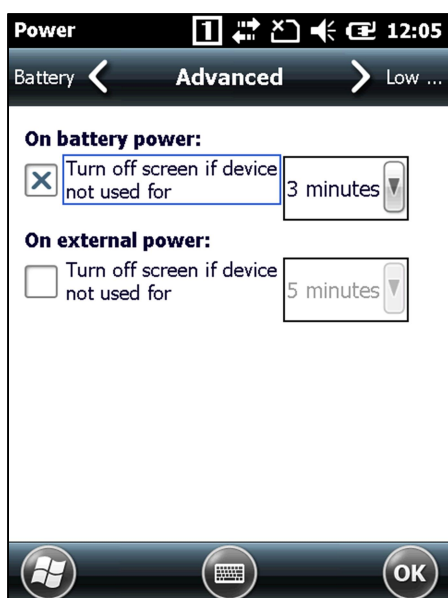 Power 1 12:05
Battery Advanced Low ...
On battery power:
Turn off screen if device
not used for
3 minutes
On external power:
Turn off screen if device
not used for
5 minutes
OK